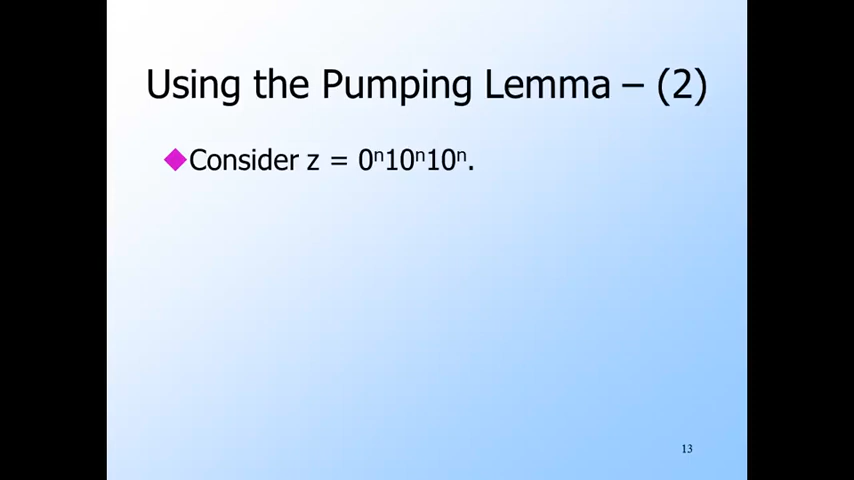 Using the Pumping Lemma – (2)
Consider z = 0ⁿ10ⁿ10ⁿ.
13